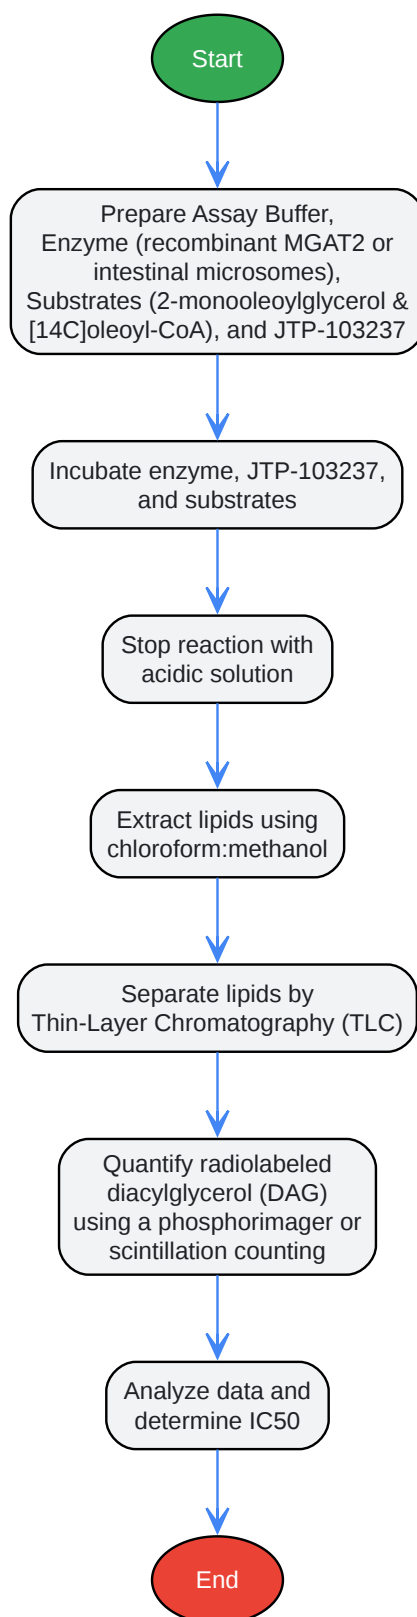 Start
Prepare Assay Buffer,
Enzyme (recombinant MGAT2 or
intestinal microsomes),
Substrates (2-monooleoylglycerol &
[14C]oleoyl-CoA), and JTP-103237
Incubate enzyme, JTP-103237,
and substrates
Stop reaction with
acidic solution
Extract lipids using
chloroform:methanol
Separate lipids by
Thin-Layer Chromatography (TLC)
Quantify radiolabeled
diacylglycerol (DAG)
using a phosphorimager or
scintillation counting
Analyze data and
determine IC50
End